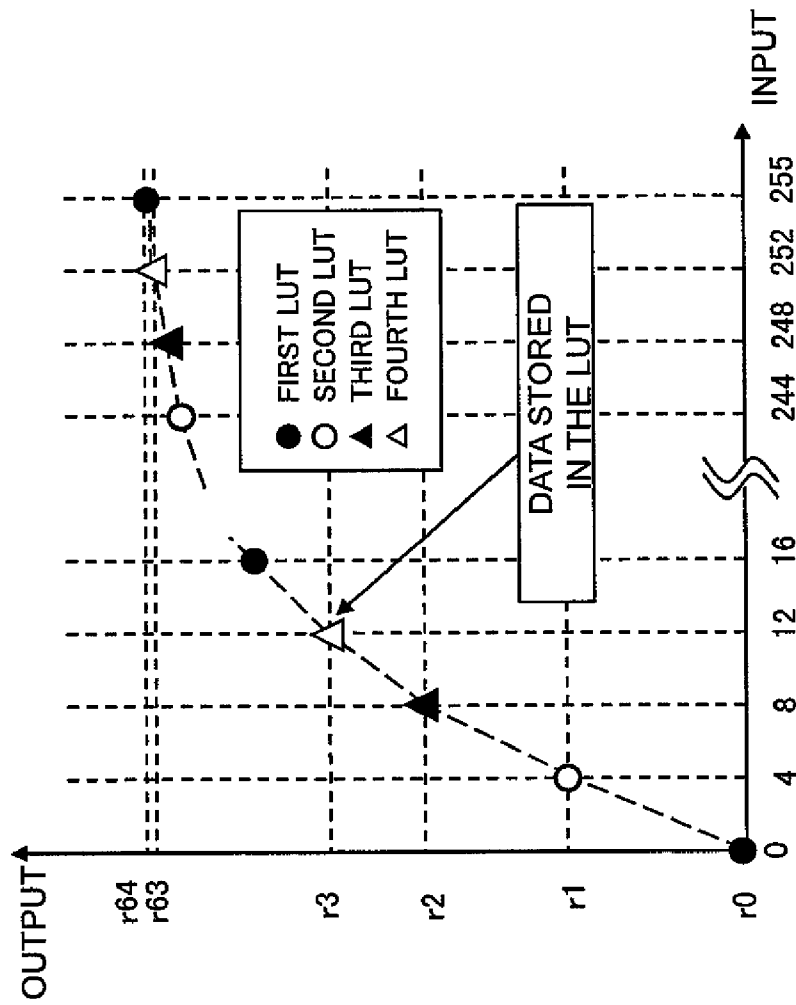 OUTPUT
r64
r63
r3
r2
r1
r0
FIRST LUT
SECOND LUT
THIRD LUT
FOURTH LUT
DATA STORED
IN THE LUT
0
4
8
12
16
244
248
252
255
INPUT